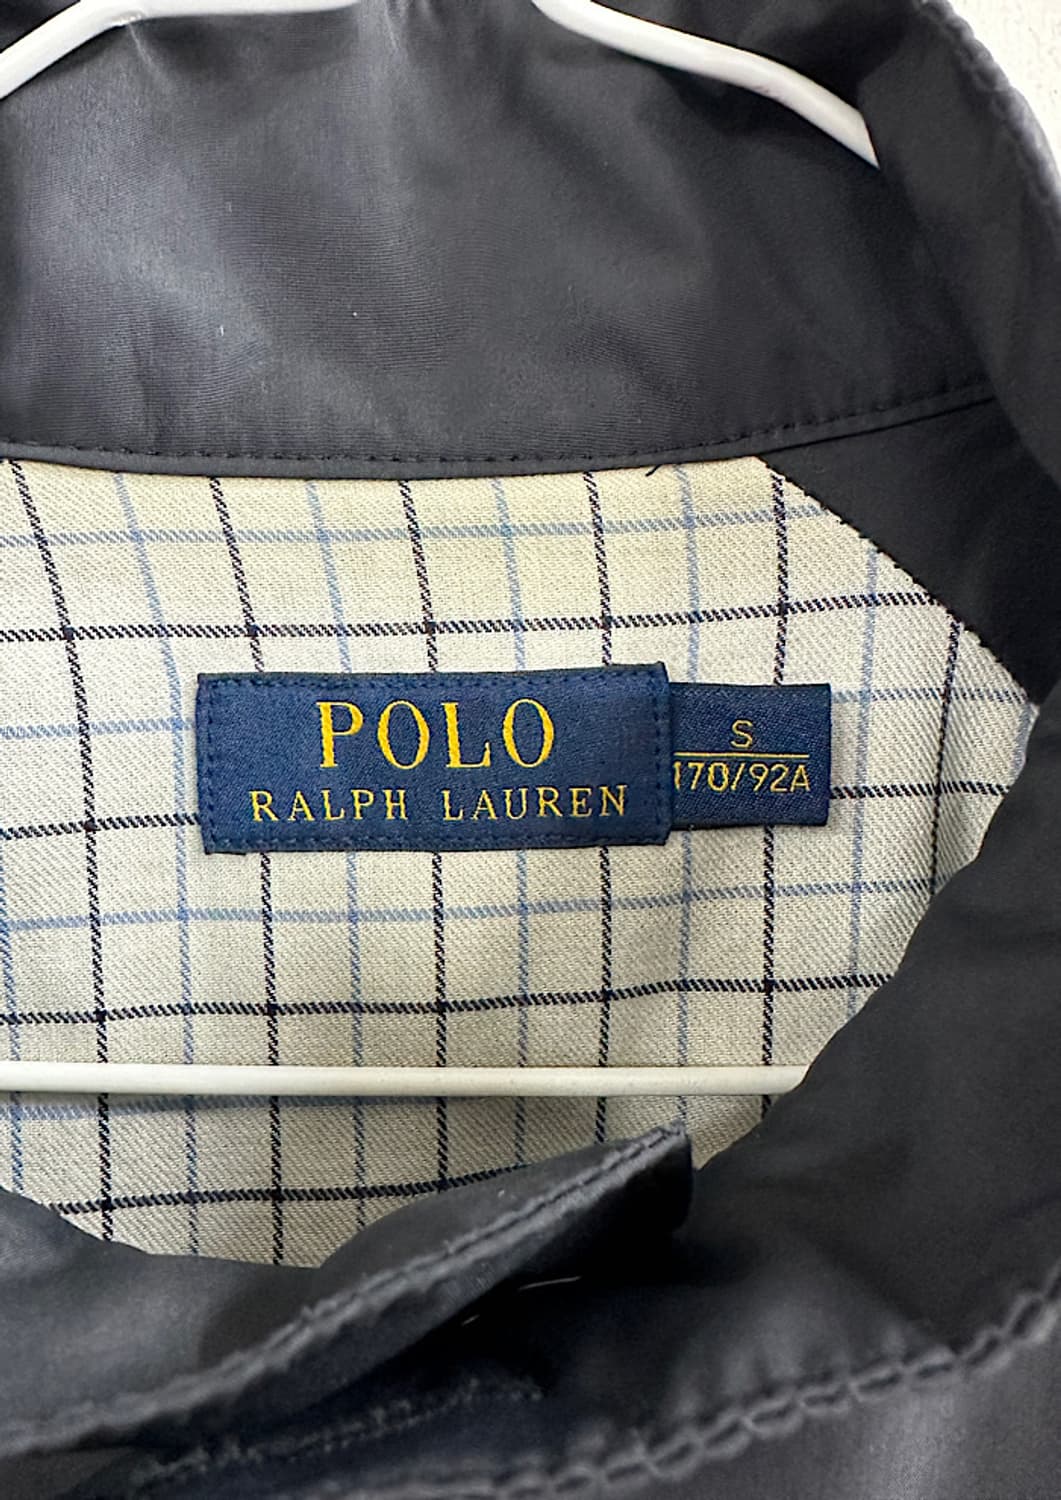 POLO
RALPH LAUREN
S
170/92A